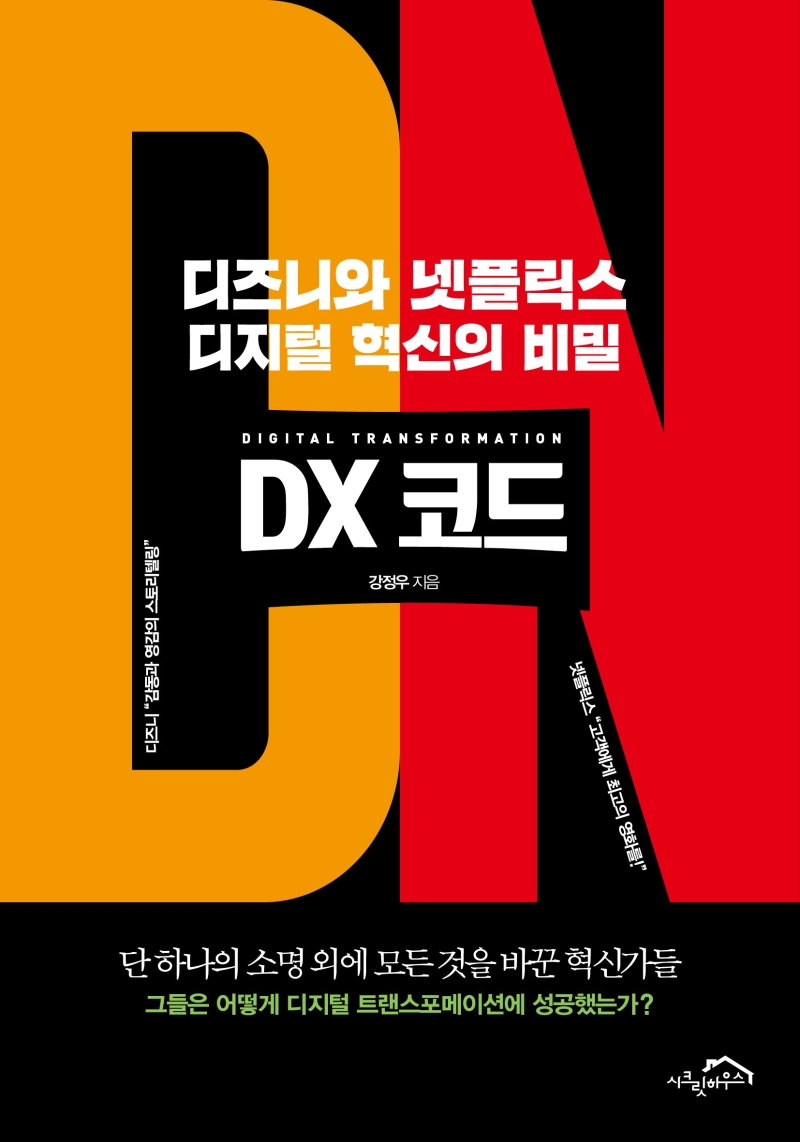 디즈니와 넷플릭스
디지털 혁신의 비밀
DIGITAL TRANSFORMATION
DX 코드
강정우 지음
디즈니 “감동과 영감의 스토리텔링”
넷플릭스 “고객에게 최고의 영화를!”
단 하나의 소명 외에 모든 것을 바꾼 혁신가들
그들은 어떻게 디지털 트랜스포메이션에 성공했는가?
시크릿하우스